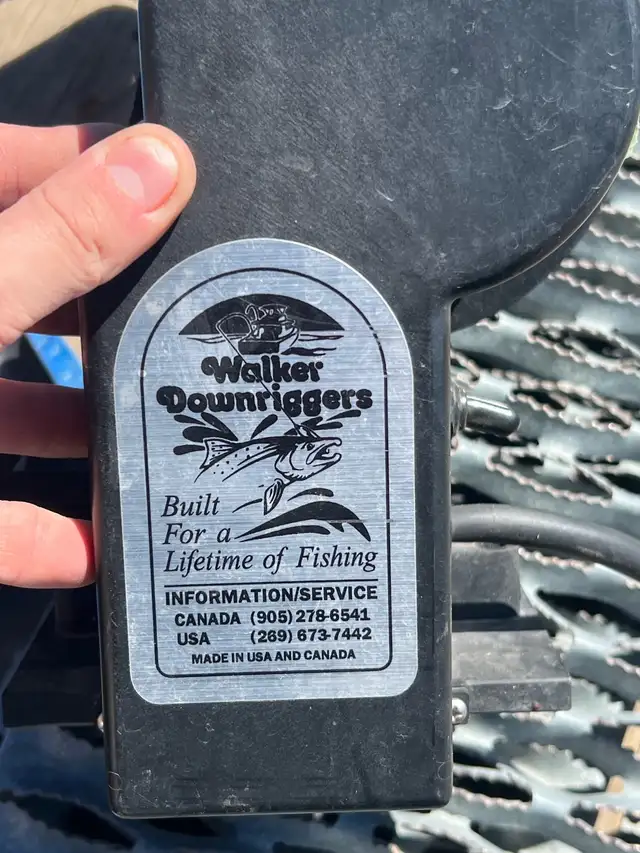 Walker
Downriggers
Built
For a
Lifetime of Fishing
INFORMATION/SERVICE
CANADA (905) 278-6541
USA (269) 673-7442
MADE IN USA AND CANADA